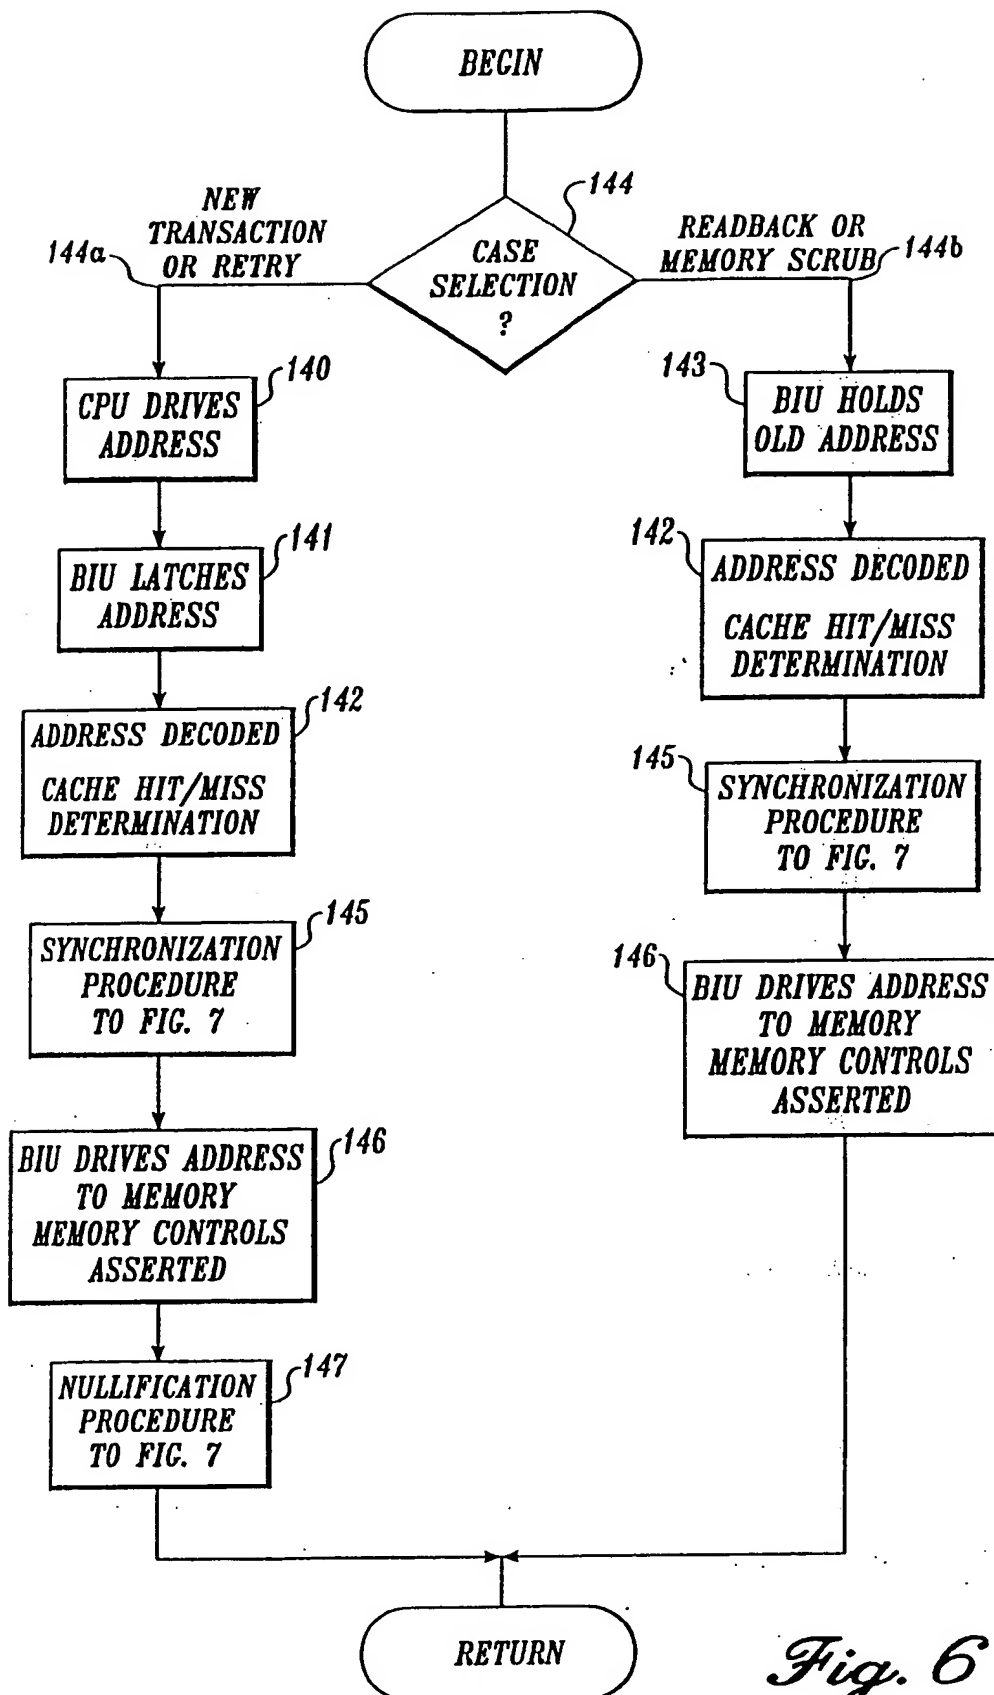 BEGIN
144
CASE
SELECTION
?
NEW
TRANSACTION
OR RETRY
144a
140
CPU DRIVES
ADDRESS
141
BIU LATCHES
ADDRESS
142
ADDRESS DECODED
CACHE HIT/MISS
DETERMINATION
145
SYNCHRONIZATION
PROCEDURE
TO FIG. 7
146
BIU DRIVES ADDRESS
TO MEMORY
MEMORY CONTROLS
ASSERTED
147
NULLIFICATION
PROCEDURE
TO FIG. 7
READBACK OR
MEMORY SCRUB
144b
143
BIU HOLDS
OLD ADDRESS
142
ADDRESS DECODED
CACHE HIT/MISS
DETERMINATION
145
SYNCHRONIZATION
PROCEDURE
TO FIG. 7
146
BIU DRIVES ADDRESS
TO MEMORY
MEMORY CONTROLS
ASSERTED
RETURN
Fig. 6